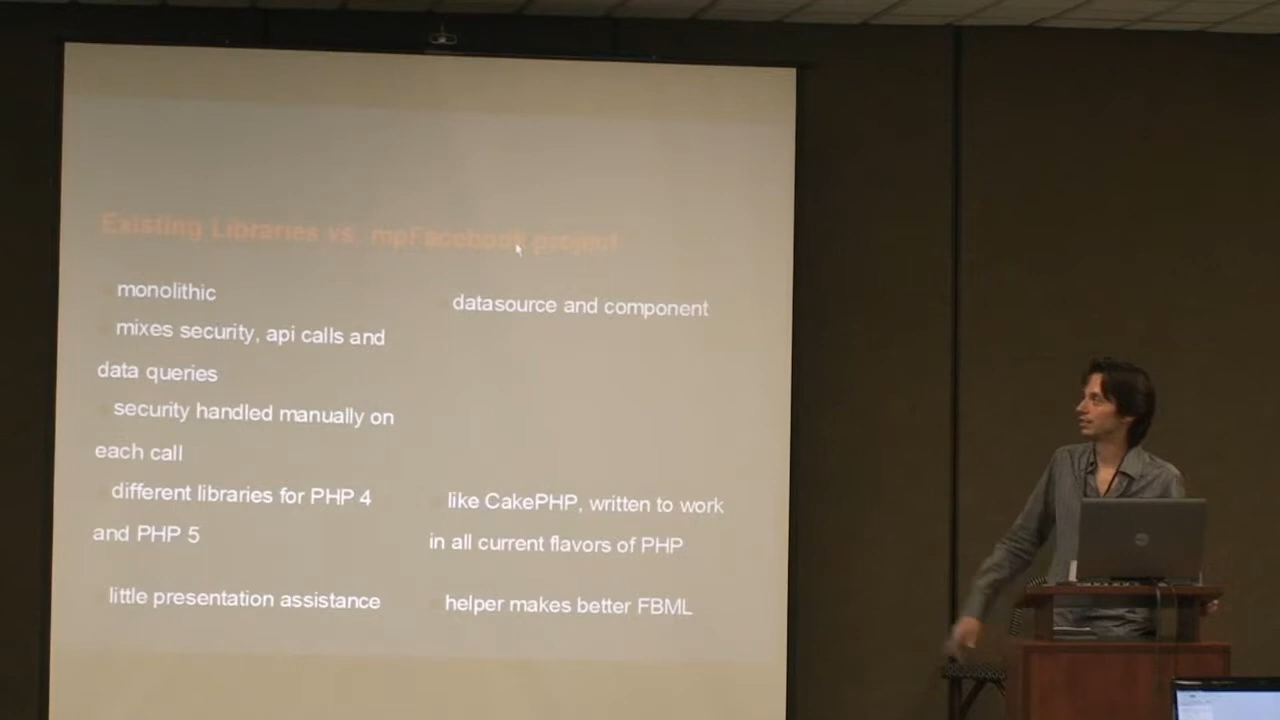 Existing Libraries vs. mpFacebook project
monolithic
mixes security, api calls and
data queries
security handled manually on
each call
different libraries for PHP 4
and PHP 5
little presentation assistance
datasource and component
like CakePHP, written to work
in all current flavors of PHP
helper makes better FBML